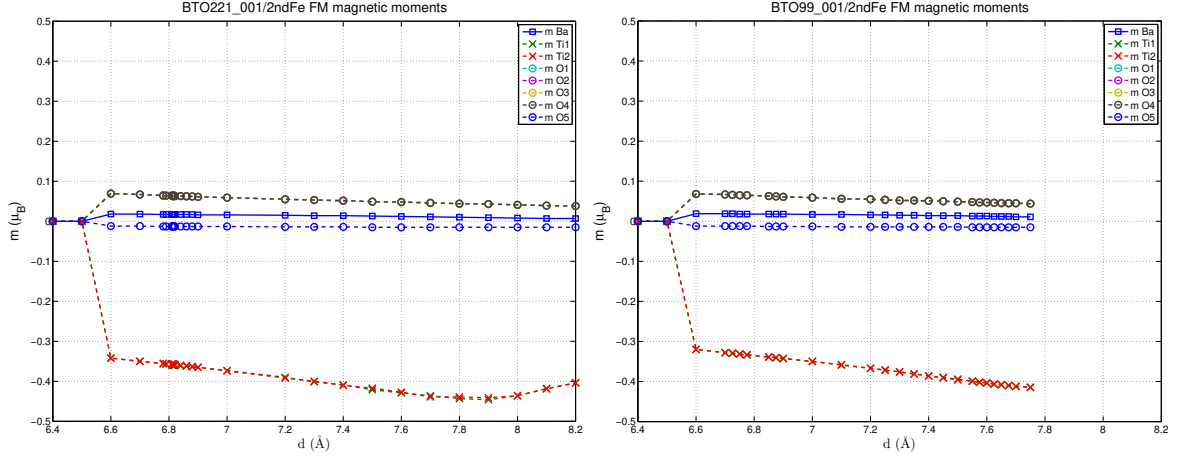 BTO221_001/2ndFe FM magnetic moments
m (μB)
0.5
0.4
0.3
0.2
0.1
0
−0.1
−0.2
−0.3
−0.4
−0.5
m Ba
m Ti1
m Ti2
m O1
m O2
m O3
m O4
m O5
6.4 6.6 6.8 7 7.2 7.4 7.6 7.8 8 8.2
d (Å)
BTO99_001/2ndFe FM magnetic moments
m (μB)
0.5
0.4
0.3
0.2
0.1
0
−0.1
−0.2
−0.3
−0.4
−0.5
m Ba
m Ti1
m Ti2
m O1
m O2
m O3
m O4
m O5
6.4 6.6 6.8 7 7.2 7.4 7.6 7.8 8 8.2
d (Å)